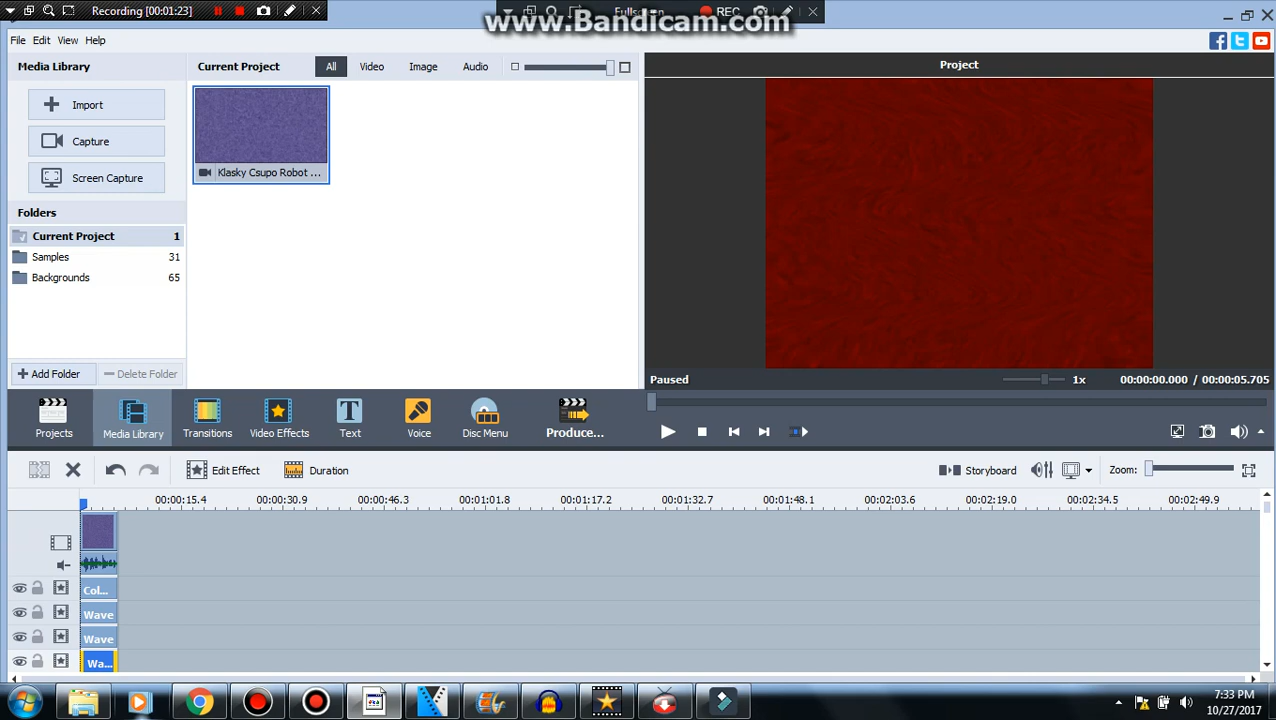 Recording [00:01:23]
Fullscreen
REC
www.Bandicam.com
File Edit View Help
Media Library
Current Project
All
Video
Image
Audio
Project
Import
Capture
Screen Capture
Klasky Csupo Robot ...
Folders
Current Project 1
Samples 31
Backgrounds 65
Add Folder
Delete Folder
Paused
1x
00:00:00.000 / 00:00:05.705
Projects
Media Library
Transitions
Video Effects
Text
Voice
Disc Menu
Produce...
Edit Effect
Duration
Storyboard
Zoom:
00:00:15.4 00:00:30.9 00:00:46.3 00:01:01.8 00:01:17.2 00:01:32.7 00:01:48.1 00:02:03.6 00:02:19.0 00:02:34.5 00:02:49.9
Col...
Wave
Wave
Wa...
7:33 PM
10/27/2017